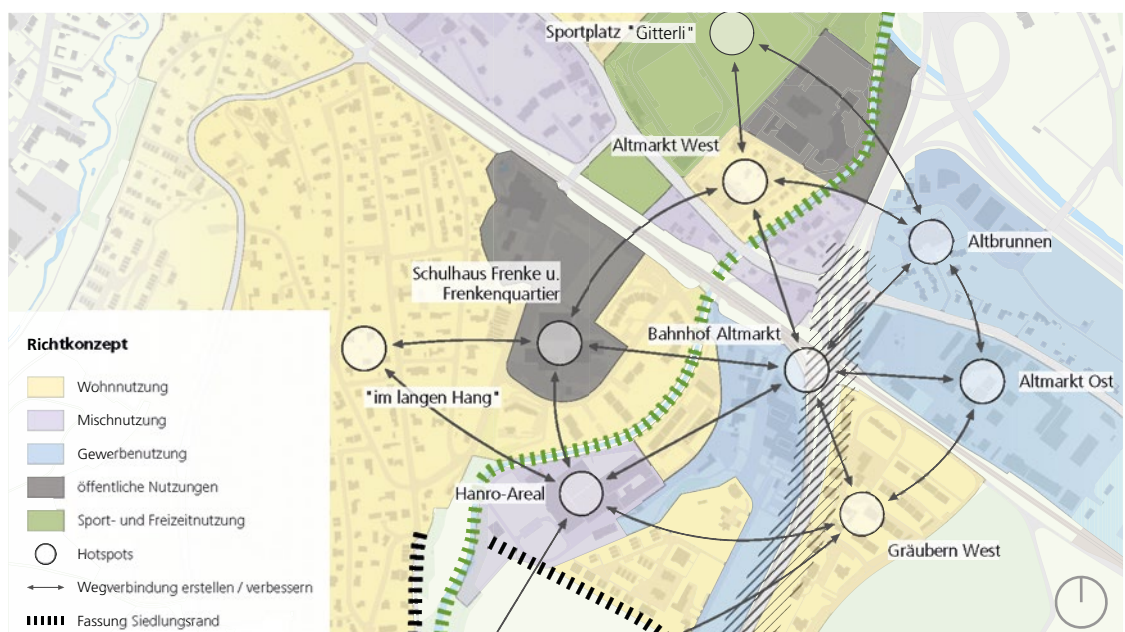 Sportplatz "Gitterli"
Altmarkt West
Altbrunnen
Schulhaus Frenke u.
Frenkenquartier
Bahnhof Altmarkt
Altmarkt Ost
"im langen Hang"
Hanro-Areal
Gräubern West
Richtkonzept
Wohnnutzung
Mischnutzung
Gewerbenutzung
öffentliche Nutzungen
Sport- und Freizeitnutzung
Hotspots
Wegverbindung erstellen / verbessern
Fassung Siedlungsrand